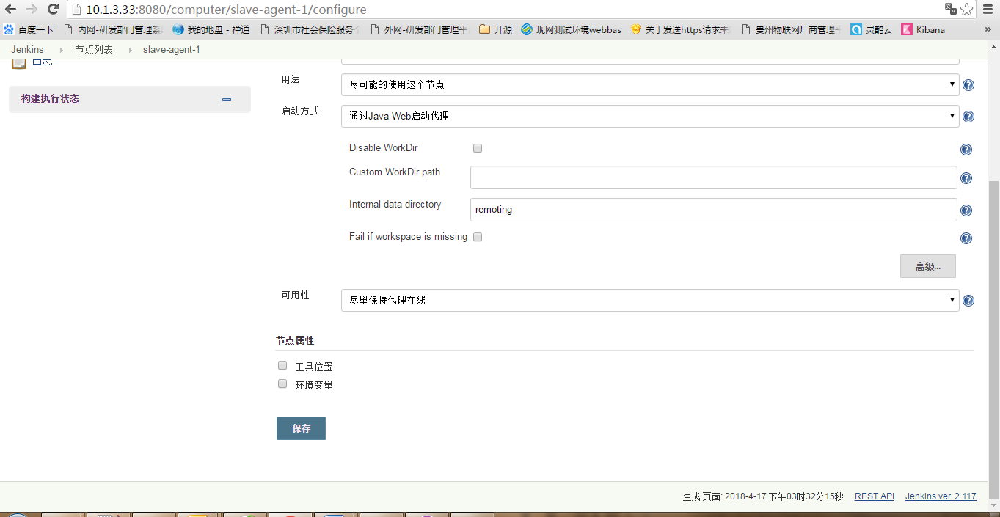 10.1.3.33:8080/computer/slave-agent-1/configure
百度一下 内网-研发部门管理系 我的地盘 - 禅道 深圳市社会保险服务个 外网-研发部门管理平 开源 现网测试环境webbas 关于发送https请求未 贵州物联网厂商管理平 灵鹊云 Kibana »
Jenkins 节点列表 slave-agent-1
日志
用法 尽可能的使用这个节点
构建执行状态
启动方式 通过Java Web启动代理
Disable WorkDir
Custom WorkDir path
Internal data directory remoting
Fail if workspace is missing
高级...
可用性 尽量保持代理在线
节点属性
工具位置
环境变量
保存
生成 页面: 2018-4-17 下午03时32分15秒 REST API Jenkins ver. 2.117